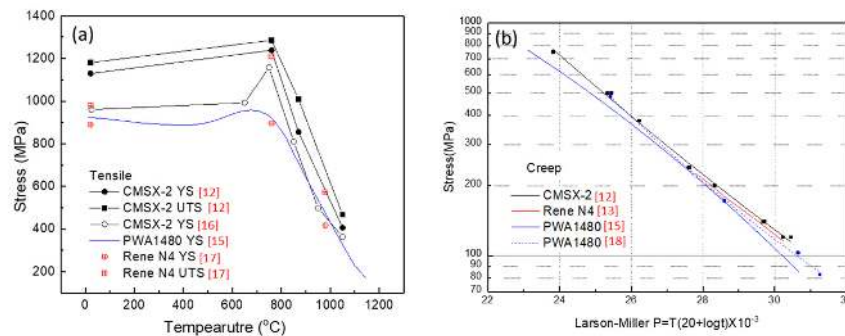 (a)
1400
1200
1000
800
600
400
200
Stress (MPa)
Tensile
CMSX-2 YS [12]
CMSX-2 UTS [12]
CMSX-2 YS [16]
PWA1480 YS [15]
Rene N4 YS [17]
Rene N4 UTS [17]
0 200 400 600 800 1000 1200
Tempearutre (°C)
(b)
1000
900
800
700
600
500
400
300
200
100
90
80
70
Stress(MPa)
Creep
CMSX-2 [12]
Rene N4 [13]
PWA1480 [15]
PWA1480 [18]
22 24 26 28 30 32
Larson-Miller P=T(20+logt)X10⁻³